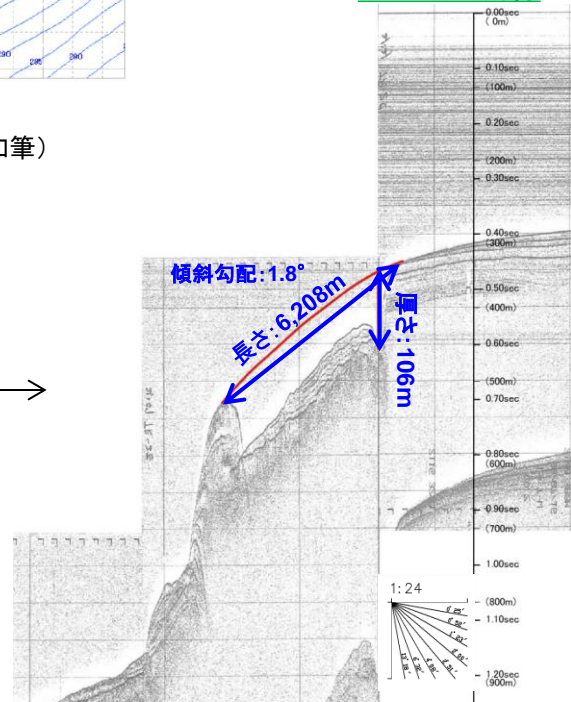 290
285
280
加筆）
0.00sec
( 0m)
0.10sec
(100m)
0.20sec
(200m)
0.30sec
0.40sec
(300m)
0.50sec
(400m)
0.60sec
(500m)
0.70sec
0.80sec
(600m)
0.90sec
(700m)
1.00sec
(800m)
1.10sec
1.20sec
(900m)
傾斜勾配：1.8°
長さ：6,208m
厚さ：106m
1:24